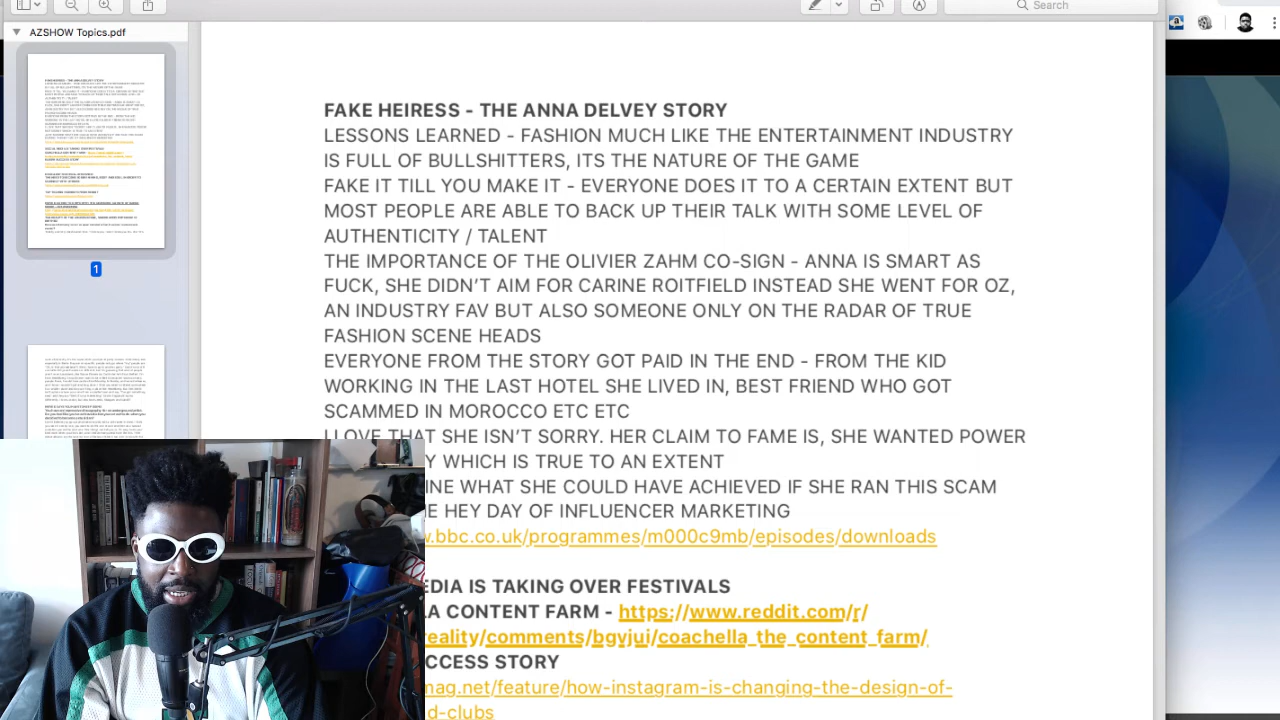 Search
AZSHOW Topics.pdf
1
FAKE HEIRESS - THE ANNA DELVEY STORY
LESSONS LEARNED - FASHION MUCH LIKE THE ENTERTAINMENT INDUSTRY
IS FULL OF BULLSHITTERS, ITS THE NATURE OF THE GAME
FAKE IT TILL YOU MAKE IT - EVERYONE DOES IT TO A CERTAIN EXTENT BUT
MOST PEOPLE ARE ABLE TO BACK UP THEIR TALK WITH SOME LEVEL OF
AUTHENTICITY / TALENT
THE IMPORTANCE OF THE OLIVIER ZAHM CO-SIGN - ANNA IS SMART AS
FUCK, SHE DIDN'T AIM FOR CARINE ROITFIELD INSTEAD SHE WENT FOR OZ,
AN INDUSTRY FAV BUT ALSO SOMEONE ONLY ON THE RADAR OF TRUE
FASHION SCENE HEADS
EVERYONE FROM THE STORY GOT PAID IN THE END - FROM THE KID
WORKING IN THE LAST HOTEL SHE LIVED IN, BEST FRIEND WHO GOT
SCAMMED IN MOROCCO ETC ETC
I LOVE THAT SHE ISN'T SORRY. HER CLAIM TO FAME IS, SHE WANTED POWER
Y WHICH IS TRUE TO AN EXTENT
INE WHAT SHE COULD HAVE ACHIEVED IF SHE RAN THIS SCAM
E HEY DAY OF INFLUENCER MARKETING
w.bbc.co.uk/programmes/m000c9mb/episodes/downloads
EDIA IS TAKING OVER FESTIVALS
LA CONTENT FARM - https://www.reddit.com/r/
reality/comments/bgyjui/coachella_the_content_farm/
CCESS STORY
mag.net/feature/how-instagram-is-changing-the-design-of-
d-clubs